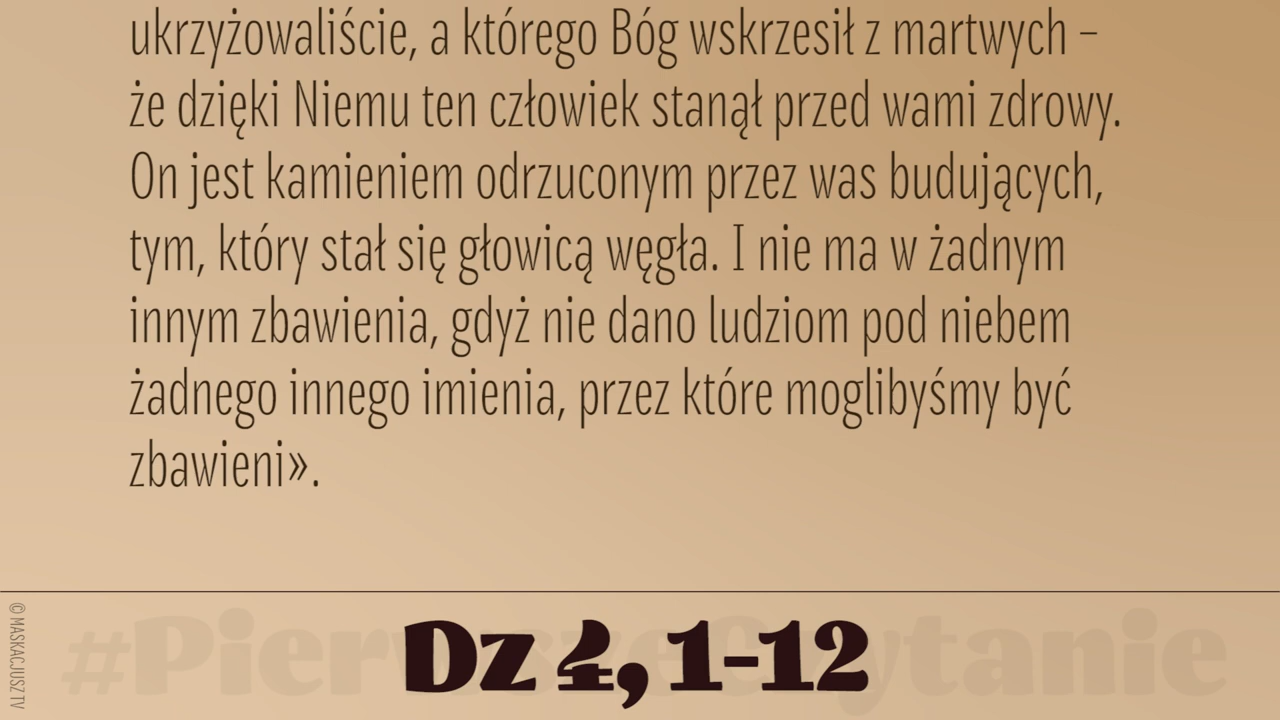 ukrzyżowaliście, a którego Bóg wskrzesił z martwych –
że dzięki Niemu ten człowiek stanął przed wami zdrowy.
On jest kamieniem odrzuconym przez was budujących,
tym, który stał się głowicą węgła. I nie ma w żadnym
innym zbawienia, gdyż nie dano ludziom pod niebem
żadnego innego imienia, przez które moglibyśmy być
zbawieni».
#PierwszeCzytanie
Dz 4, 1-12
© MASKACJUSZ TV